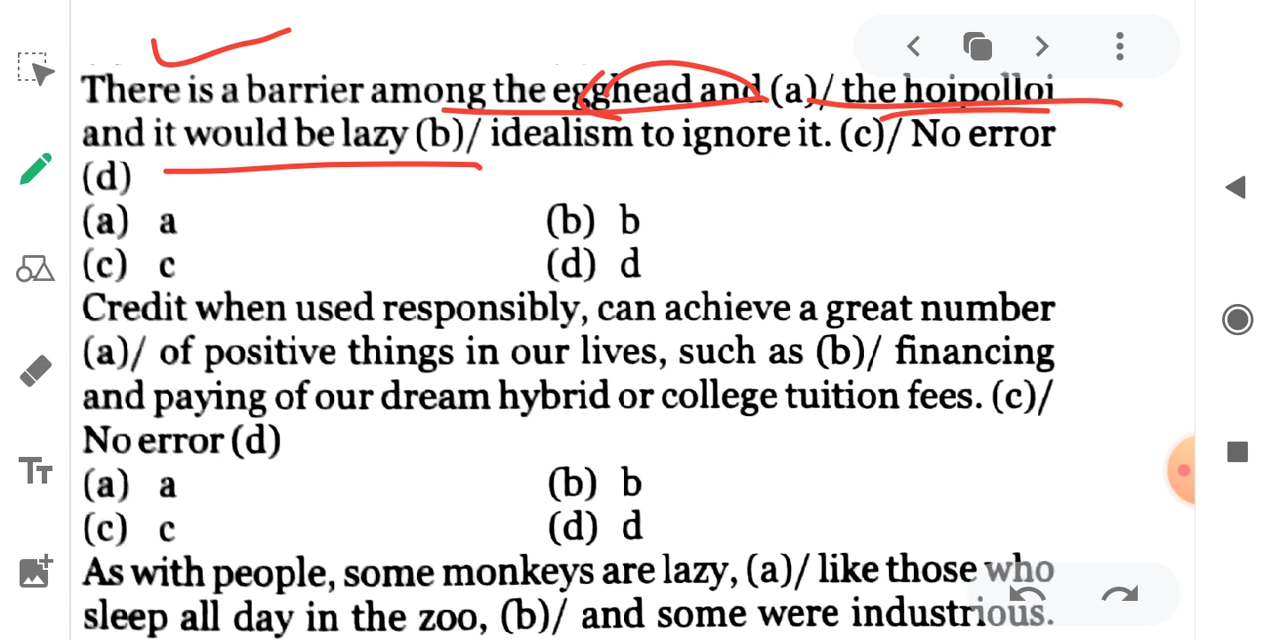 There is a barrier among the egghead and (a)/ the hoipolloi
and it would be lazy (b)/ idealism to ignore it. (c)/ No error
(d)
(a) a (b) b
(c) c (d) d
Credit when used responsibly, can achieve a great number
(a)/ of positive things in our lives, such as (b)/ financing
and paying of our dream hybrid or college tuition fees. (c)/
No error (d)
(a) a (b) b
(c) c (d) d
As with people, some monkeys are lazy, (a)/ like those who
sleep all day in the zoo, (b)/ and some were industrious.
TT